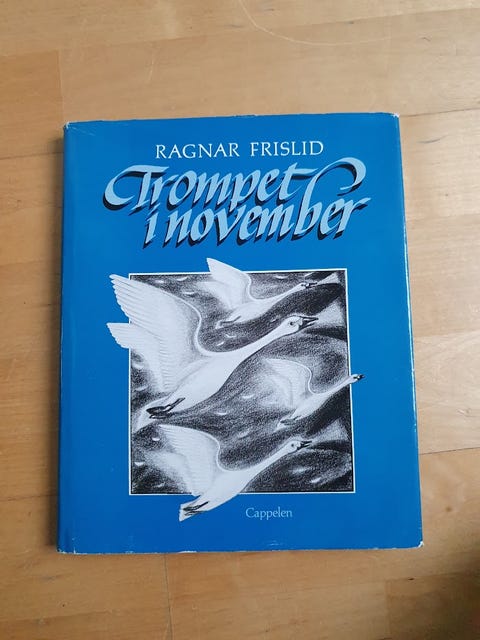 RAGNAR FRISLID
Trompet
i november
Cappelen